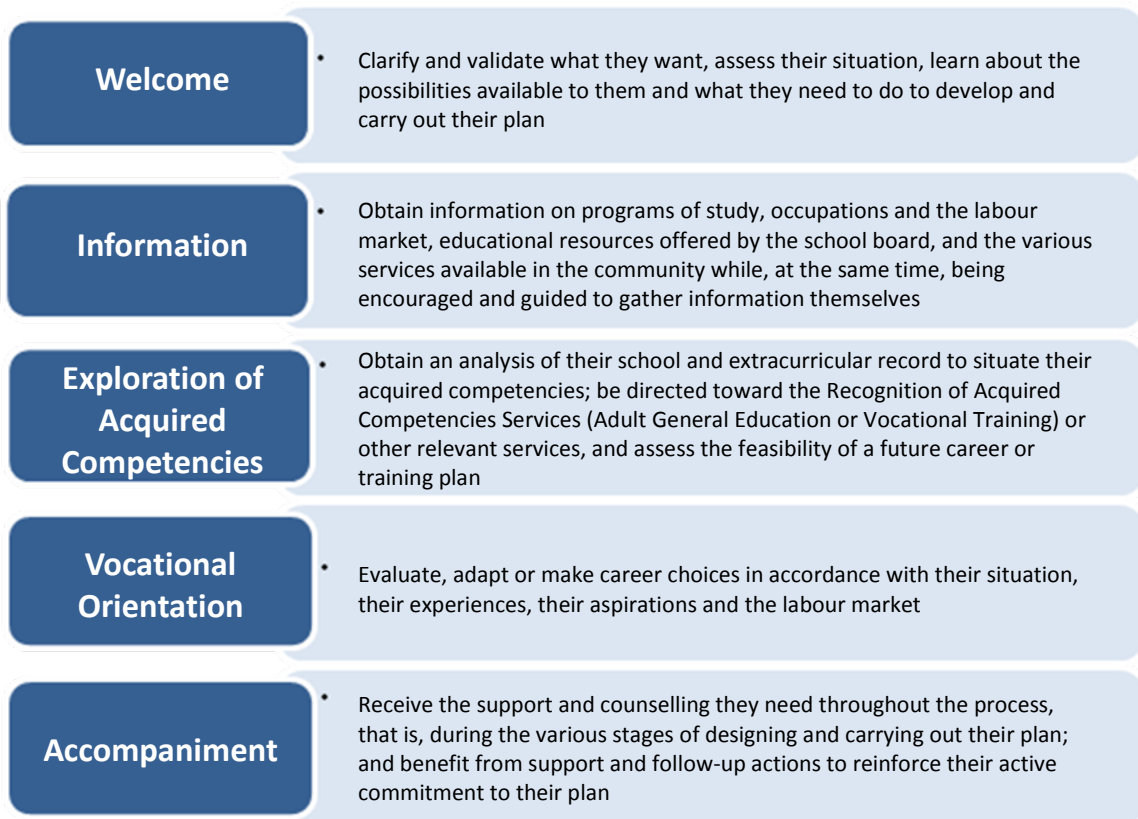 Welcome
• Clarify and validate what they want, assess their situation, learn about the
possibilities available to them and what they need to do to develop and
carry out their plan
Information
• Obtain information on programs of study, occupations and the labour
market, educational resources offered by the school board, and the various
services available in the community while, at the same time, being
encouraged and guided to gather information themselves
Exploration of
Acquired
Competencies
• Obtain an analysis of their school and extracurricular record to situate their
acquired competencies; be directed toward the Recognition of Acquired
Competencies Services (Adult General Education or Vocational Training) or
other relevant services, and assess the feasibility of a future career or
training plan
Vocational
Orientation
• Evaluate, adapt or make career choices in accordance with their situation,
their experiences, their aspirations and the labour market
Accompaniment
• Receive the support and counselling they need throughout the process,
that is, during the various stages of designing and carrying out their plan;
and benefit from support and follow-up actions to reinforce their active
commitment to their plan